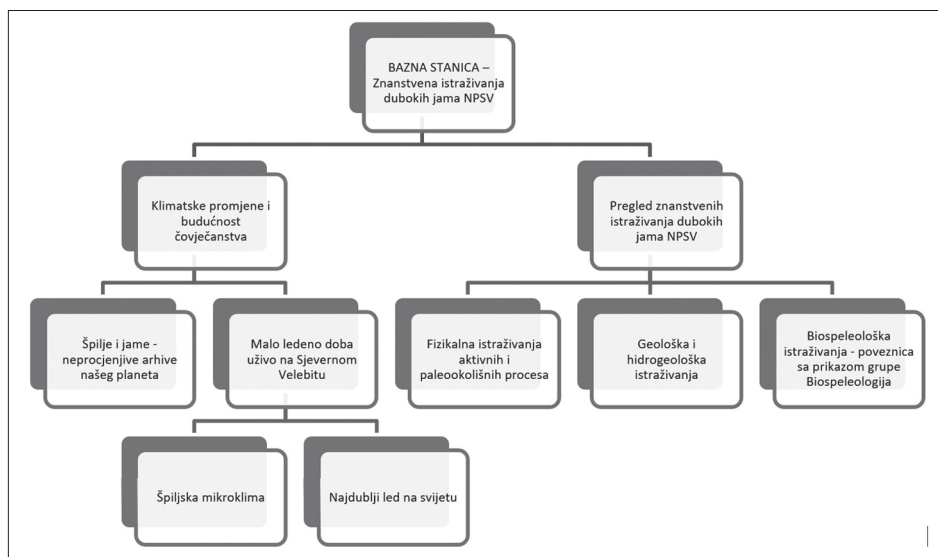 BAZNA STANICA –
Znanstvena istraživanja
dubokih jama NPSV
Klimatske promjene i
budućnost
čovječanstva
Pregled znanstvenih
istraživanja dubokih
jama NPSV
Špilje i jame -
neprocjenjive arhive
našeg planeta
Malo ledeno doba
uživo na Sjevernom
Velebitu
Fizikalna istraživanja
aktivnih i
paleookolišnih procesa
Geološka i
hidrogeološka
istraživanja
Biospeleološka
istraživanja - poveznica
sa prikazom grupe
Biospeleologija
Špiljska mikroklima
Najdublji led na svijetu